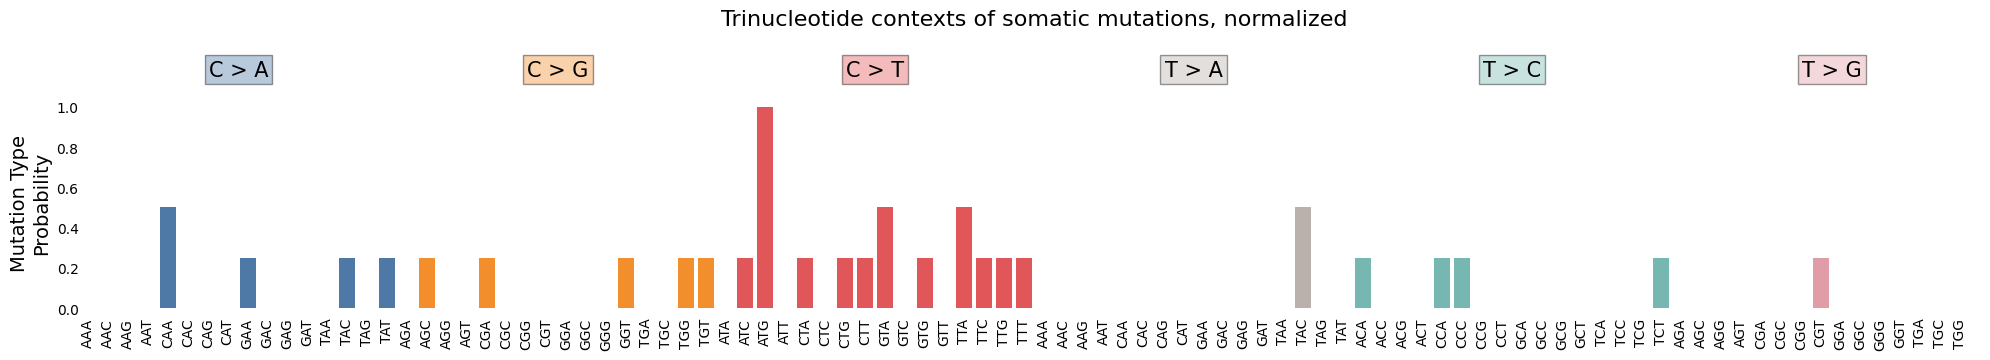 Trinucleotide contexts of somatic mutations, normalized
C > A
C > G
C > T
T > A
T > C
T > G
Mutation Type
Probability
1.0
0.8
0.6
0.4
0.2
0.0
AAA AAC AAG AAT CAA CAC CAG CAT GAA GAC GAG GAT TAA TAC TAG TAT AGA AGC AGG AGT CGA CGC CGG CGT GGA GGC GGG GGT TGA TGC TGG TGT ATA ATC ATG ATT CTA CTC CTG CTT GTA GTC GTG GTT TTA TTC TTG TTT AAA AAC AAG AAT CAA CAC CAG CAT GAA GAC GAG GAT TAA TAC TAG TAT ACA ACC ACG ACT CCA CCC CCG CCT GCA GCC GCG GCT TCA TCC TCG TCT AGA AGC AGG AGT CGA CGC CGG CGT GGA GGC GGG GGT TGA TGC TGG